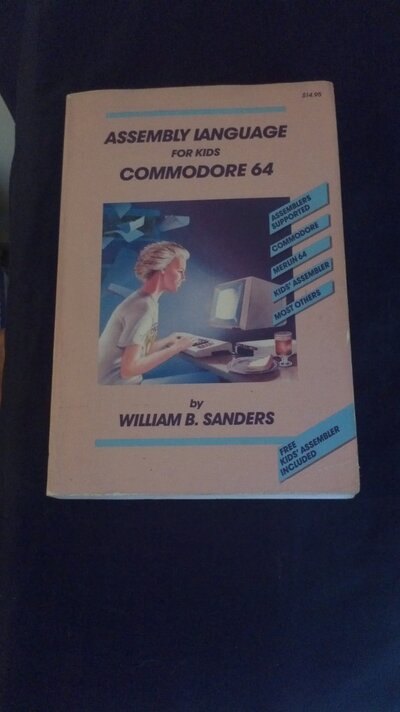 $14.95
ASSEMBLY LANGUAGE
FOR KIDS
COMMODORE 64
ASSEMBLERS
SUPPORTED
COMMODORE
MERLIN 64
KIDS' ASSEMBLER
MOST OTHERS
by
WILLIAM B. SANDERS
FREE
KIDS' ASSEMBLER
INCLUDED